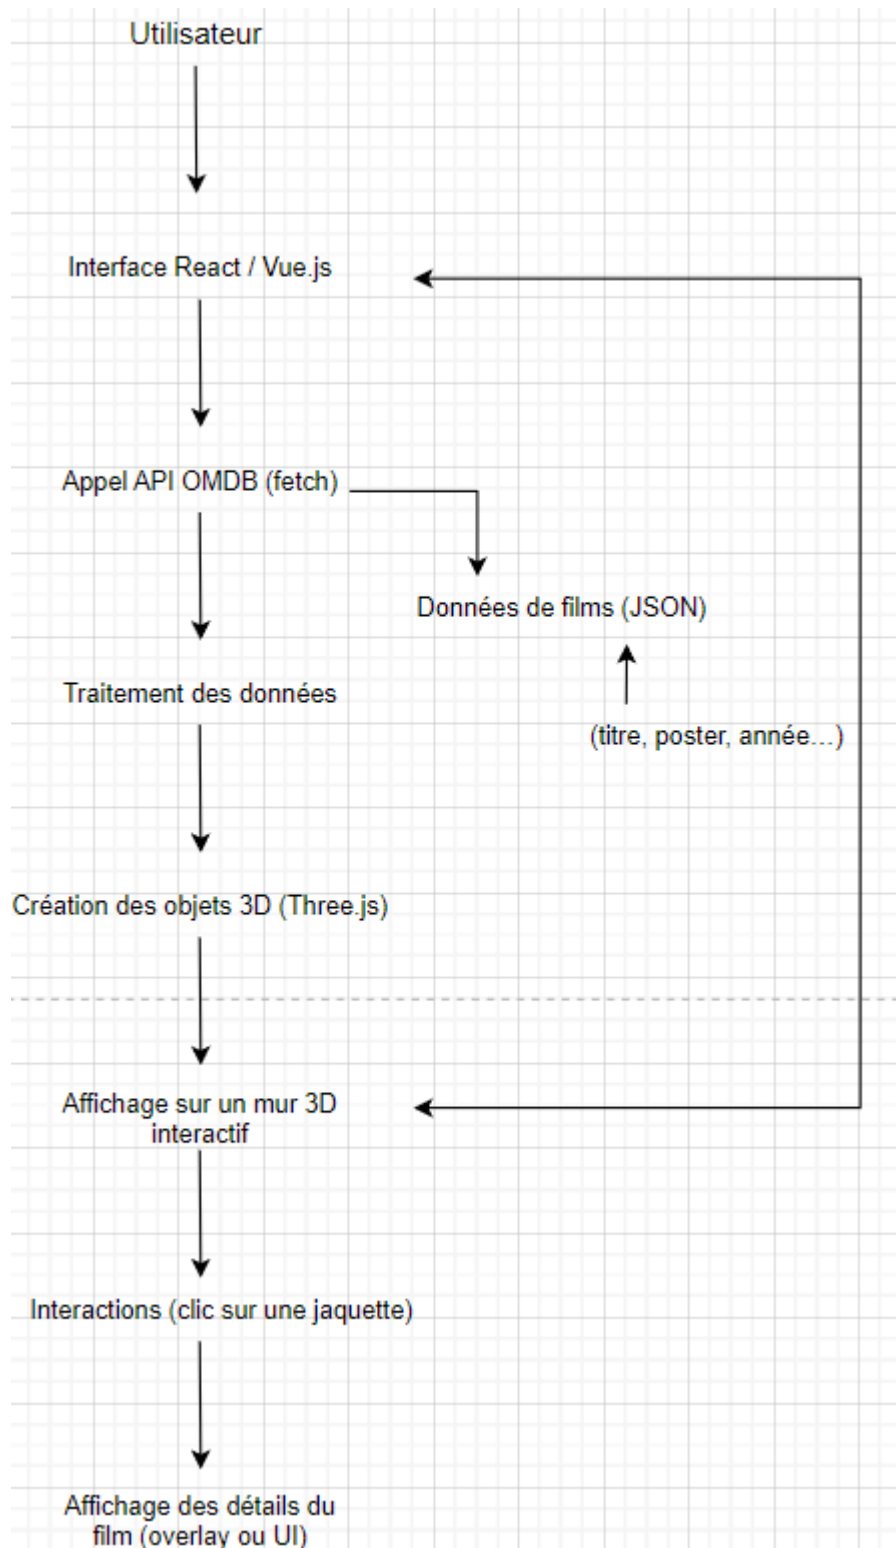 Utilisateur
Interface React / Vue.js
Appel API OMDB (fetch)
Données de films (JSON)
Traitement des données
(titre, poster, année...)
Création des objets 3D (Three.js)
Affichage sur un mur 3D
interactif
Interactions (clic sur une jaquette)
Affichage des détails du
film (overlay ou UI)